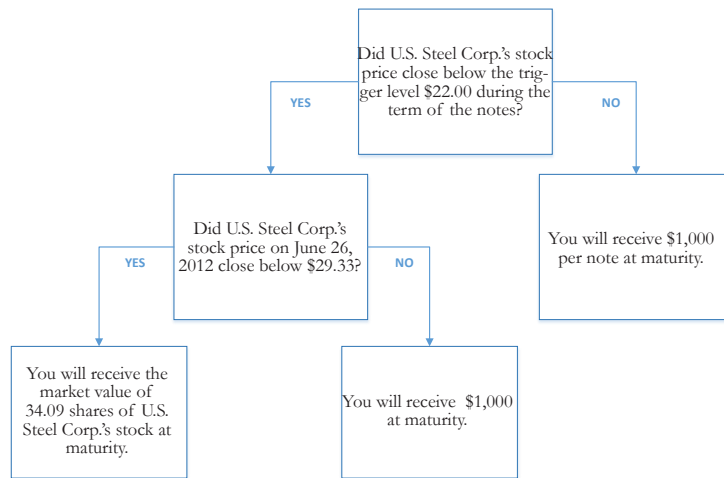 Did U.S. Steel Corp.'s stock
price close below the trig-
ger level $22.00 during the
term of the notes?
YES
NO
Did U.S. Steel Corp.'s
stock price on June 26,
2012 close below $29.33?
You will receive $1,000
per note at maturity.
YES
NO
You will receive the
market value of
34.09 shares of U.S.
Steel Corp.'s stock at
maturity.
You will receive  $1,000
at maturity.